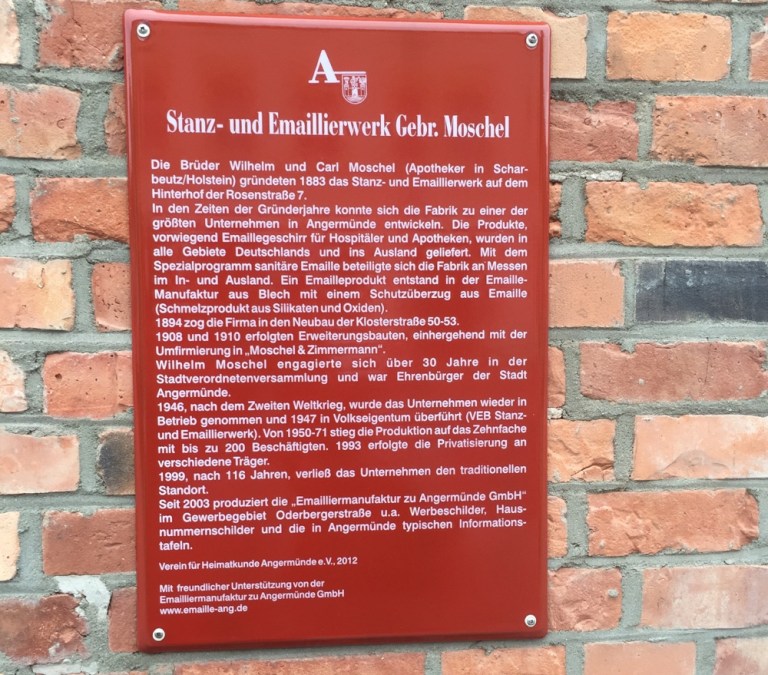 A
Stanz- und Emaillierwerk Gebr. Moschel
Die Brüder Wilhelm und Carl Moschel (Apotheker in Schar-
beutz/Holstein) gründeten 1883 das Stanz- und Emaillierwerk auf dem
Hinterhof der Rosenstraße 7.
In den Zeiten der Gründerjahre konnte sich die Fabrik zu einer der
größten Unternehmen in Angermünde entwickeln. Die Produkte,
vorwiegend Emaillegeschirr für Hospitäler und Apotheken, wurden in
alle Gebiete Deutschlands und ins Ausland geliefert. Mit dem
Spezialprogramm sanitäre Emaille beteiligte sich die Fabrik an Messen
im In- und Ausland. Ein Emailleprodukt entstand in der Emaille-
Manufaktur aus Blech mit einem Schutzüberzug aus Emaille
(Schmelzprodukt aus Silikaten und Oxiden).
1894 zog die Firma in den Neubau der Klosterstraße 50-53.
1908 und 1910 erfolgten Erweiterungsbauten, einhergehend mit der
Umfirmierung in „Moschel & Zimmermann".
Wilhelm Moschel engagierte sich über 30 Jahre in der
Stadtverordnetenversammlung und war Ehrenbürger der Stadt
Angermünde.
1946, nach dem Zweiten Weltkrieg, wurde das Unternehmen wieder in
Betrieb genommen und 1947 in Volkseigentum überführt (VEB Stanz-
und Emaillierwerk). Von 1950-71 stieg die Produktion auf das Zehnfache
mit bis zu 200 Beschäftigten. 1993 erfolgte die Privatisierung an
verschiedene Träger.
1999, nach 116 Jahren, verließ das Unternehmen den traditionellen
Standort.
Seit 2003 produziert die „Emailliermanufaktur zu Angermünde GmbH"
im Gewerbegebiet Oderbergerstraße u.a. Werbeschilder, Haus-
nummernschilder und die in Angermünde typischen Informations-
tafeln.
Verein für Heimatkunde Angermünde e.V., 2012
Mit freundlicher Unterstützung von der
Emailliermanufaktur zu Angermünde GmbH
www.emaille-ang.de